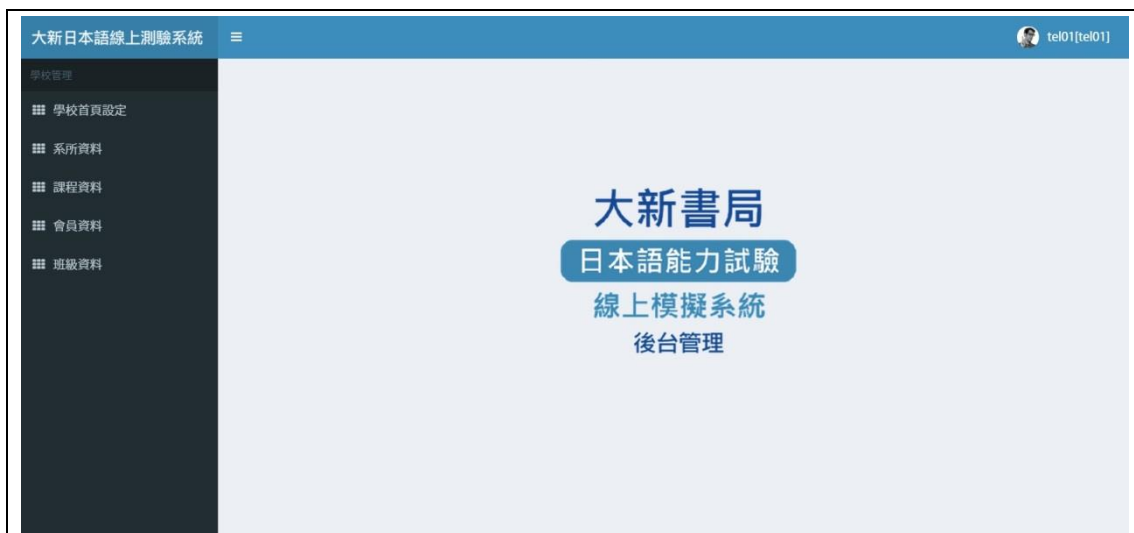 大新日本語線上測驗系統
tel01[tel01]
學校管理
學校首頁設定
系所資料
課程資料
會員資料
班級資料
大新書局
日本語能力試驗
線上模擬系統
後台管理